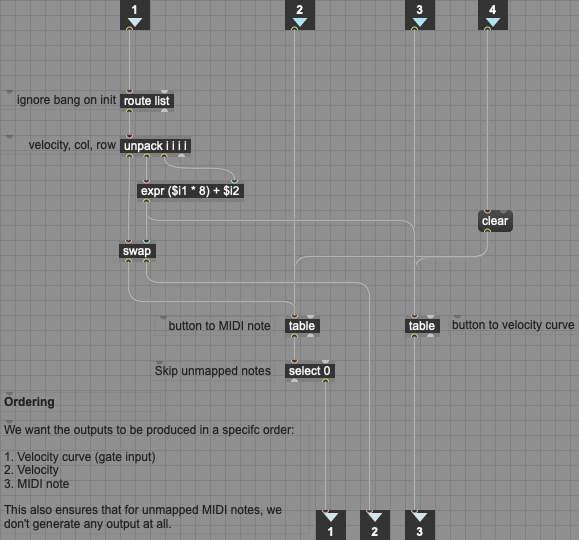 1
2
3
4
ignore bang on init
route list
velocity, col, row
unpack i i i i
expr ($i1 * 8) + $i2
clear
swap
button to MIDI note
table
table
button to velocity curve
Skip unmapped notes
select 0
Ordering
We want the outputs to be produced in a specifc order:
1. Velocity curve (gate input)
2. Velocity
3. MIDI note
This also ensures that for unmapped MIDI notes, we
don't generate any output at all.
1
2
3